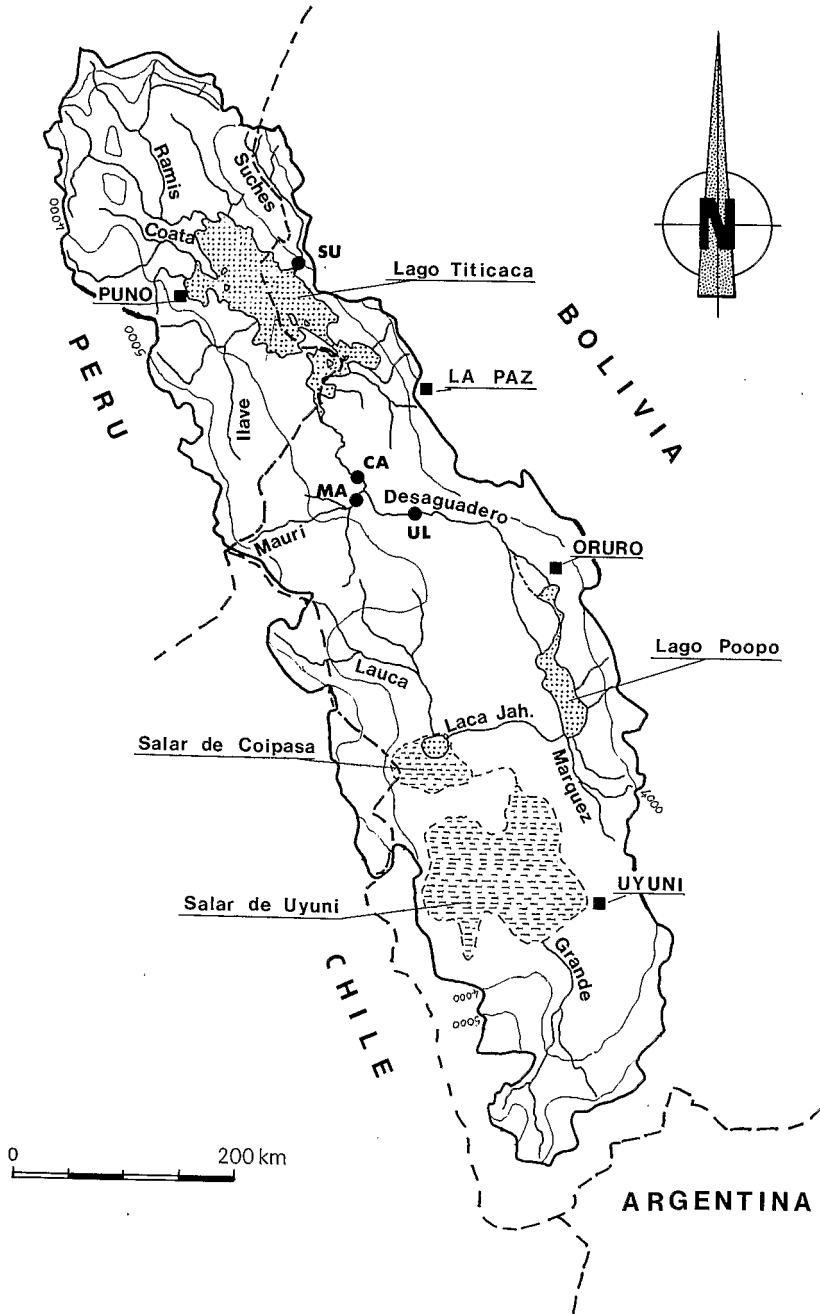 Ramis
Suches
4000
Coata
SU
Lago Titicaca
N
PUNO
5000
PERU
BOLIVIA
LA PAZ
Ilave
CA
MA
Desaguadero
UL
Mauri
ORURO
Lago Poopo
Lauca
Laca Jah.
Salar de Coipasa
Marquez
4000
UYUNI
Salar de Uyuni
Grande
CHILE
4000
5000
0 200 km
ARGENTINA